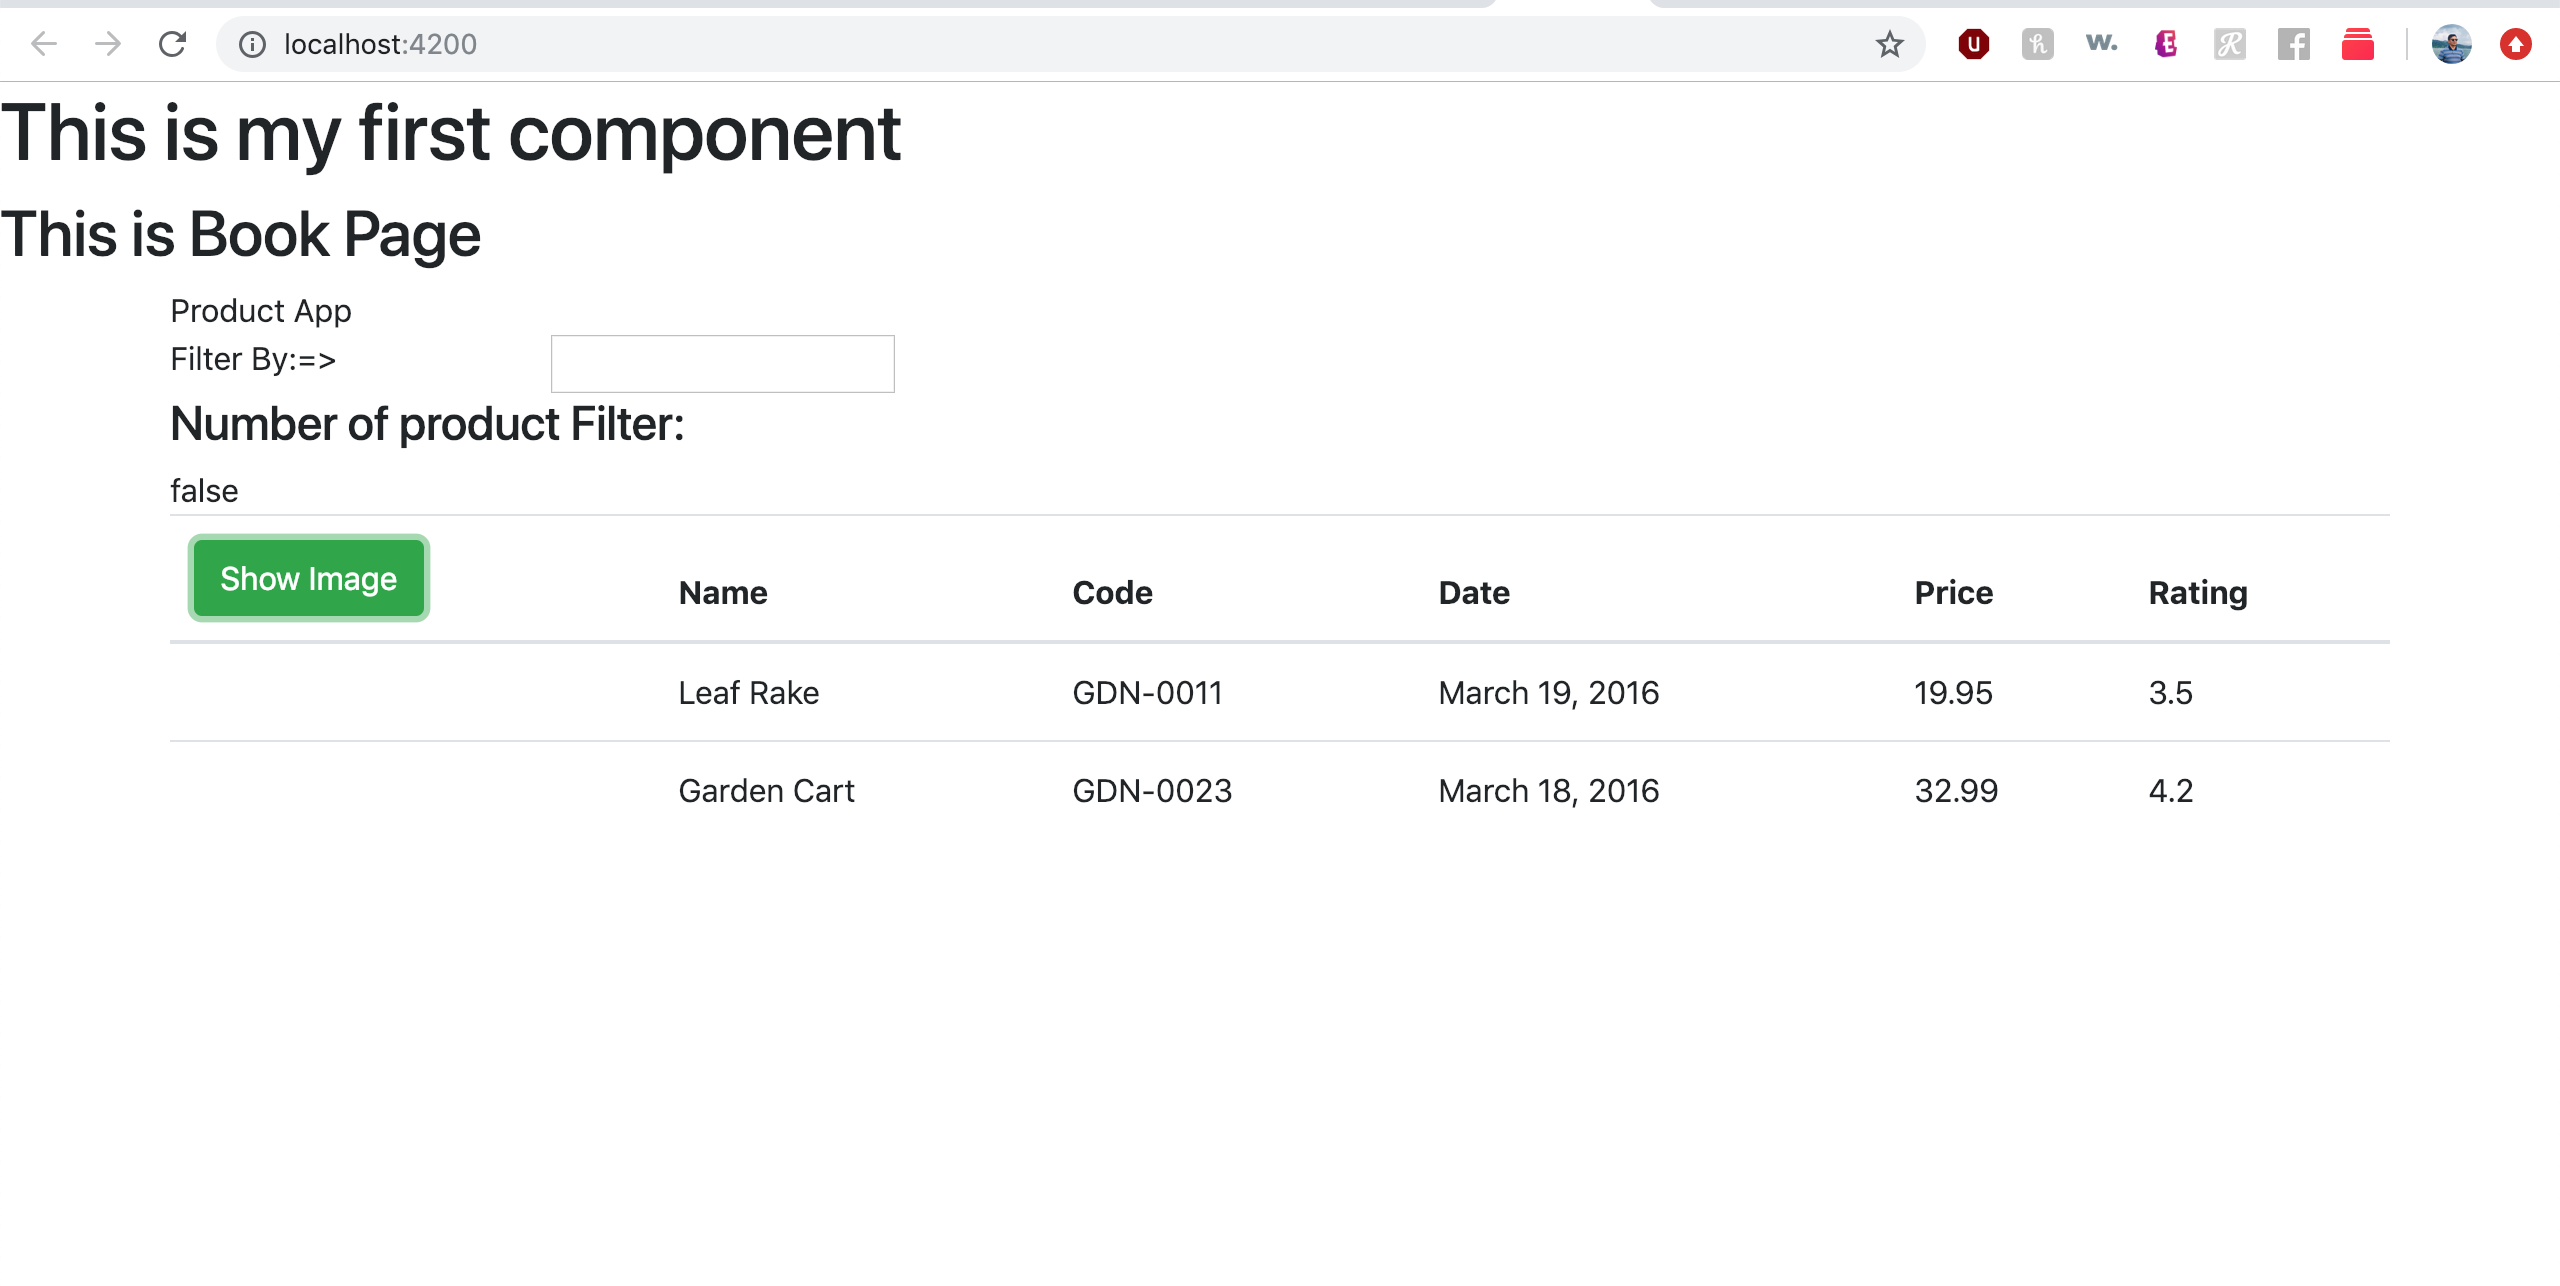 localhost:4200
This is my first component
This is Book Page
Product App
Filter By:=>
Number of product Filter:
false
Show Image Name Code Date Price Rating
Leaf Rake GDN-0011 March 19, 2016 19.95 3.5
Garden Cart GDN-0023 March 18, 2016 32.99 4.2